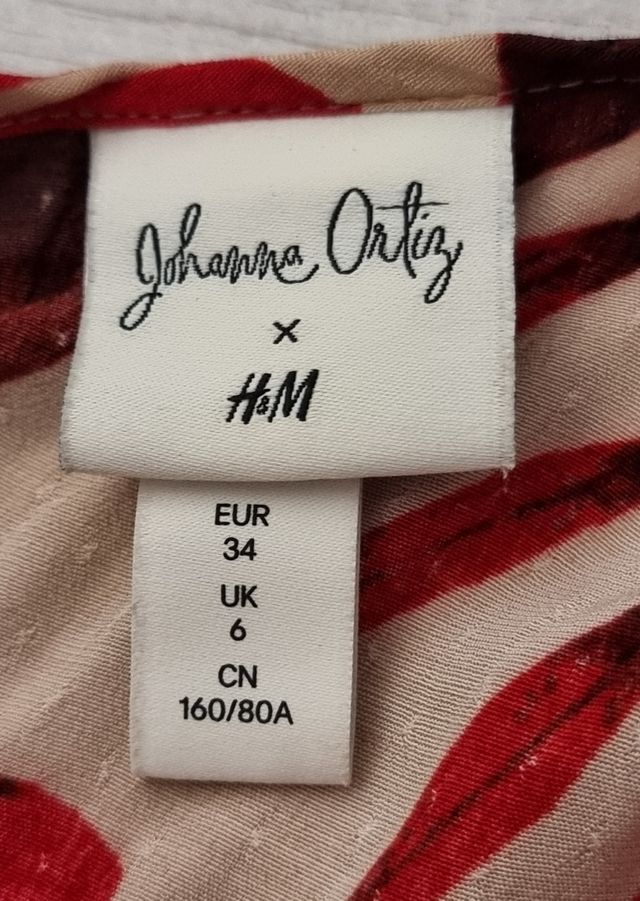 Johanna Ortiz
×
H&M
EUR
34
UK
6
CN
160/80A